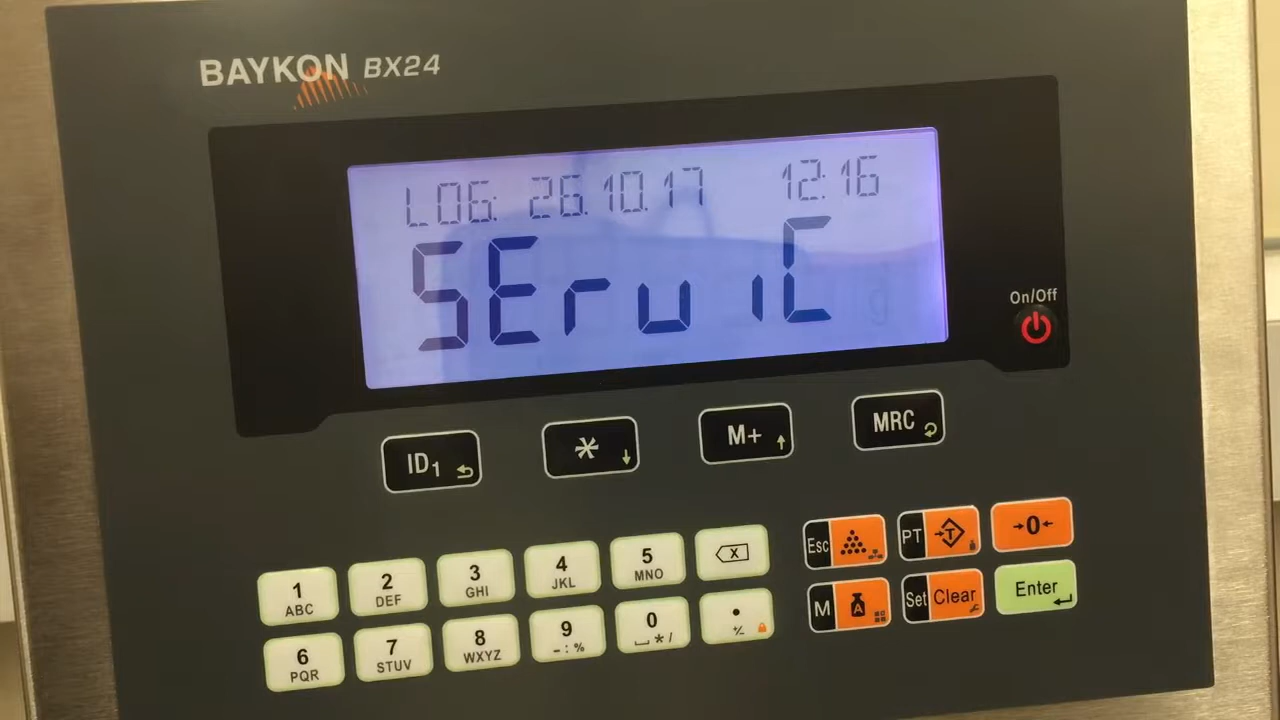 BAYKON BX24
LOG: 26.10.17 12:16
SErviC
On/Off
ID1 * M+ MRC
Esc PT →T← →0←
1 2 3 4 5 X
ABC DEF GHI JKL MNO
M A Set Clear Enter
6 7 8 9 0 •
PQR STUV WXYZ - : % ⎵ * / +/-